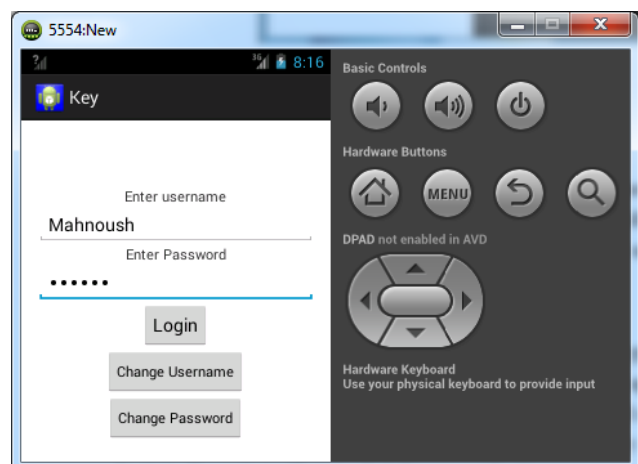 5554:New
3G 8:16
Key
Enter username
Mahnoush
Enter Password
••••••
Login
Change Username
Change Password
Basic Controls
Hardware Buttons
MENU
DPAD not enabled in AVD
Hardware Keyboard
Use your physical keyboard to provide input